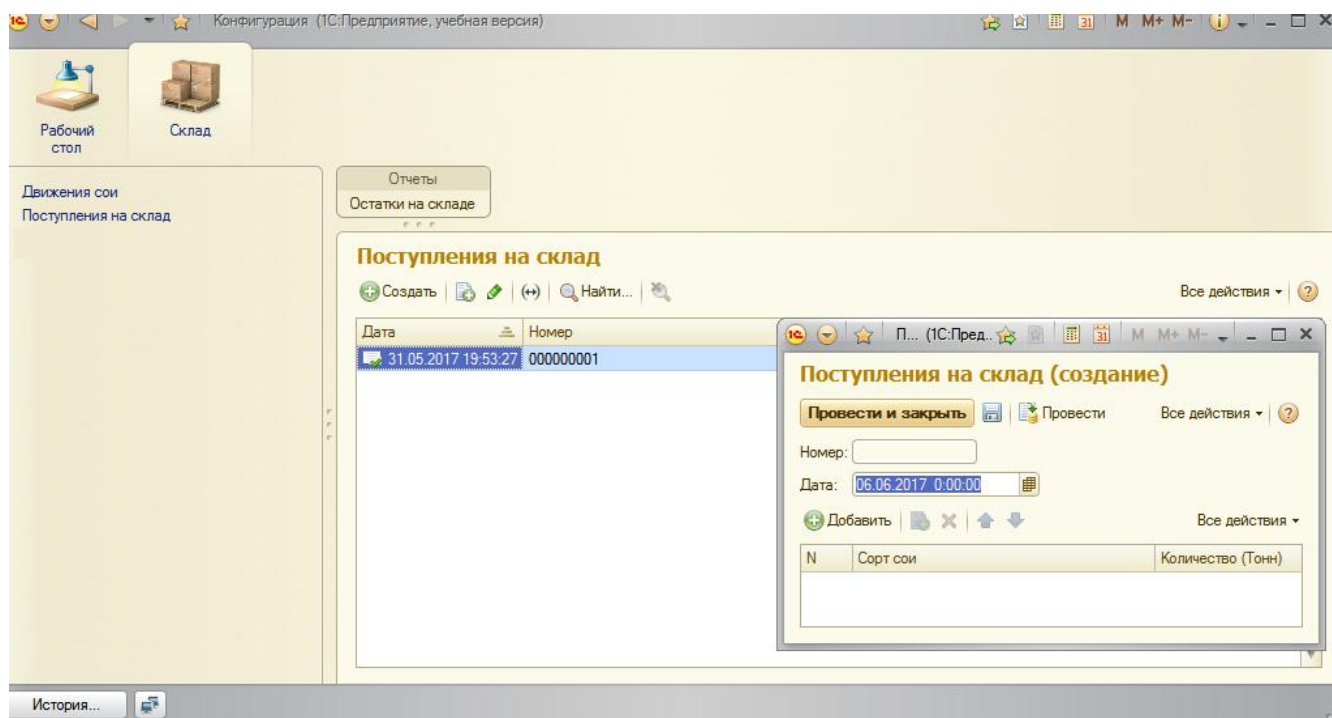 Конфигурация (1С:Предприятие, учебная версия)
31 M M+ M-
Рабочий
стол
Склад
Движения сои
Поступления на склад
Отчеты
Остатки на складе
Поступления на склад
Создать Найти... Все действия
Дата Номер
31.05.2017 19:53:27 000000001
П... (1С:Пред.. 31 M M+ M-
Поступления на склад (создание)
Провести и закрыть Провести Все действия
Номер:
Дата: 06.06.2017 0:00:00
Добавить Все действия
N Сорт сои Количество (Тонн)
История...